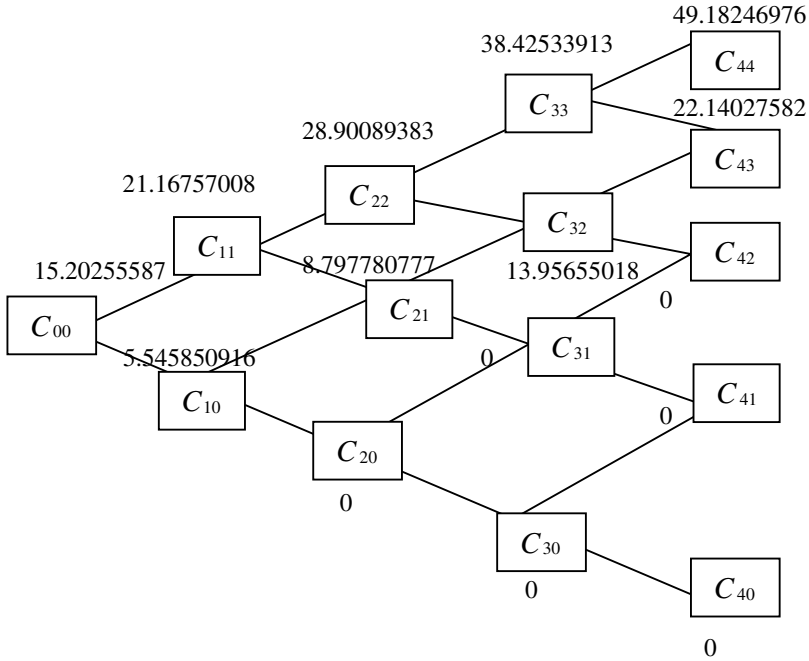 49.18246976
C44
38.42533913
C33
22.14027582
C43
28.90089383
C22
21.16757008
C32
C11
8.797780777
13.95655018
C42
15.20255587
0
C21
C00
C31
5.545850916
0
C10
C41
0
C20
0
C30
0
C40
0